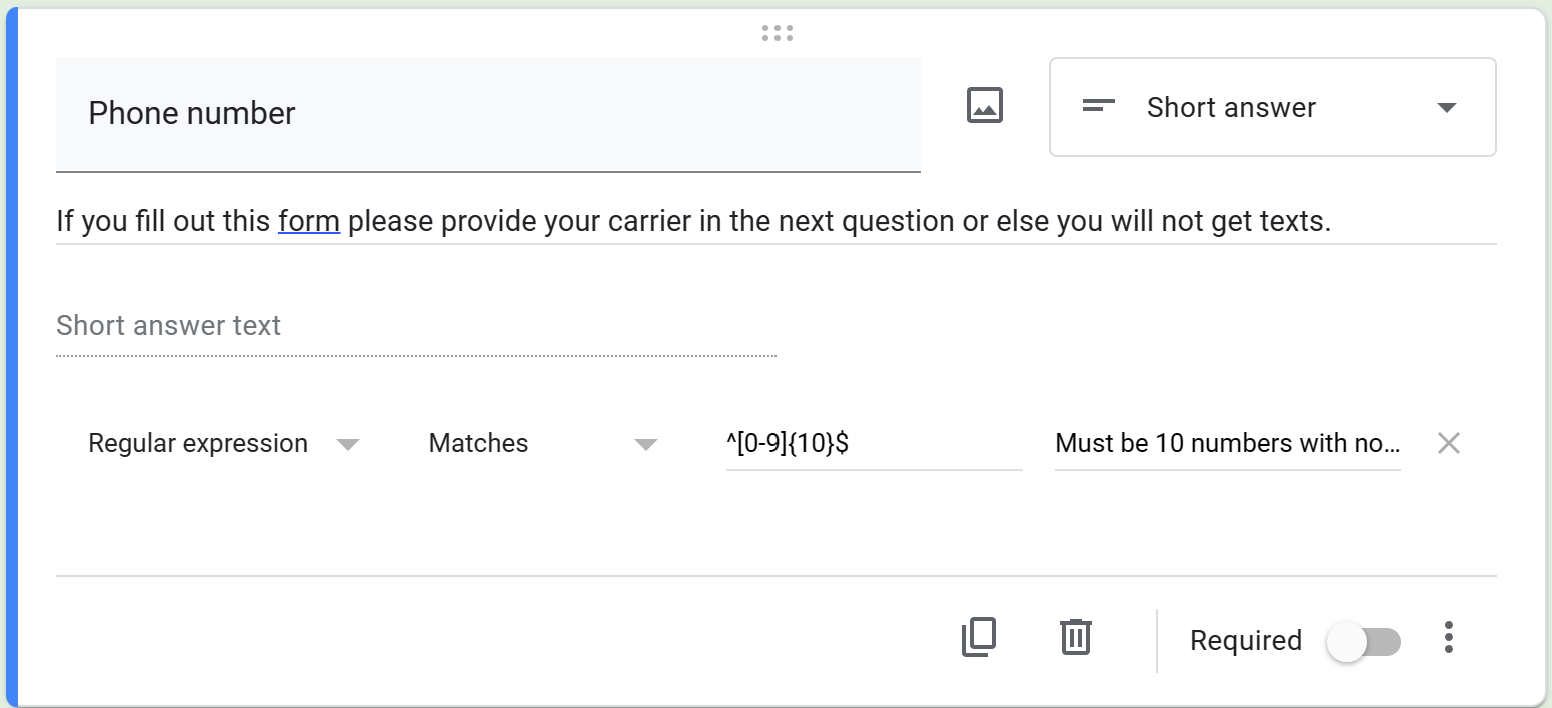 Phone number
Short answer
If you fill out this form please provide your carrier in the next question or else you will not get texts.
Short answer text
Regular expression Matches ^[0-9]{10}$ Must be 10 numbers with no...
Required